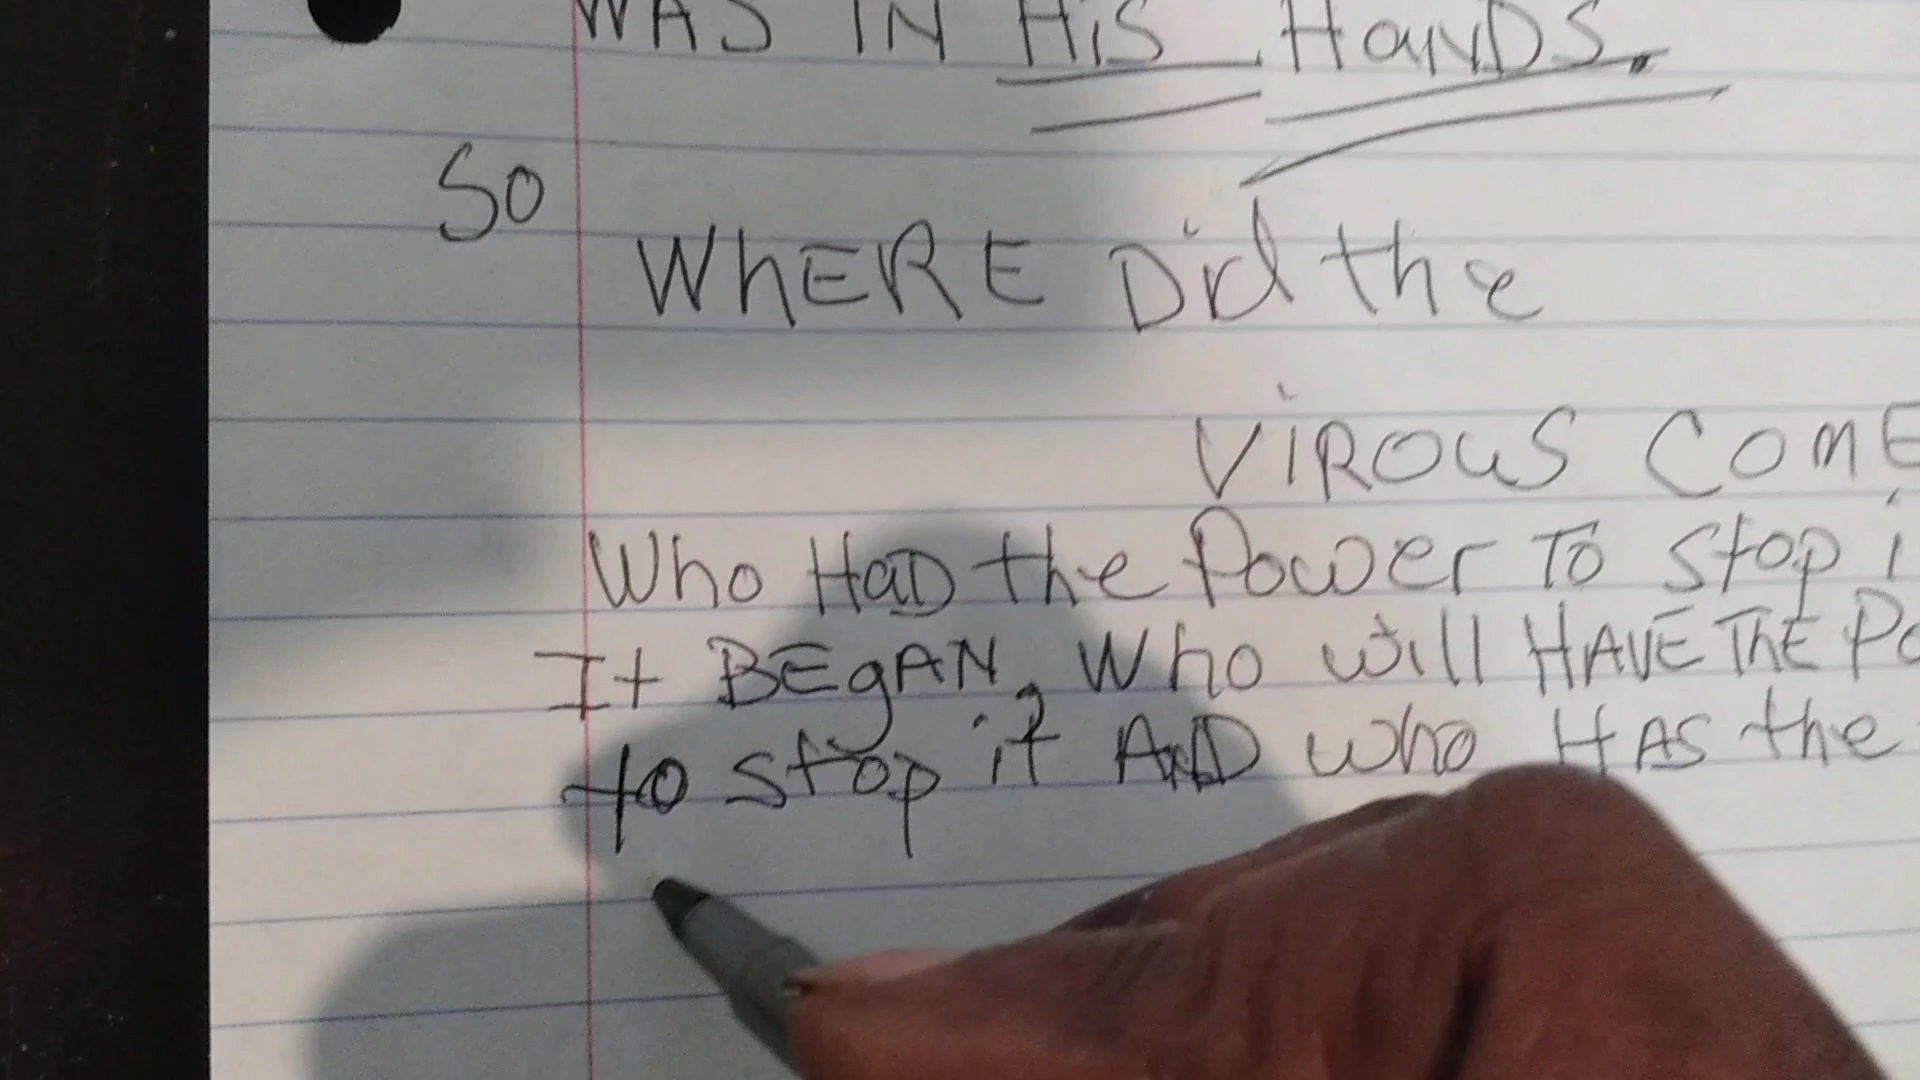 WAS IN HiS HaNDS.
So
WhERE Did the
ViROuS COME
Who HaD the Power To stop i
It BEgAN, Who will HAVE THE Po
to stop it AND who HAS the